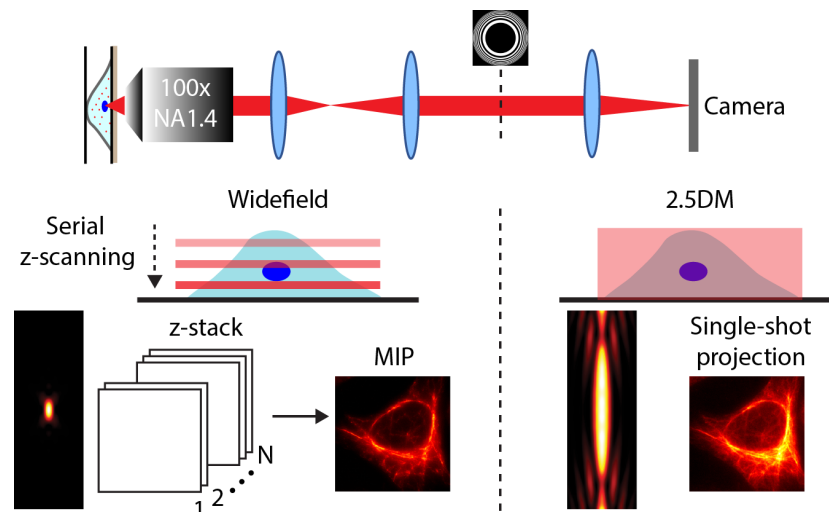 100x
NA1.4
Camera
Widefield
2.5DM
Serial
z-scanning
z-stack
MIP
Single-shot
projection
N
2
1